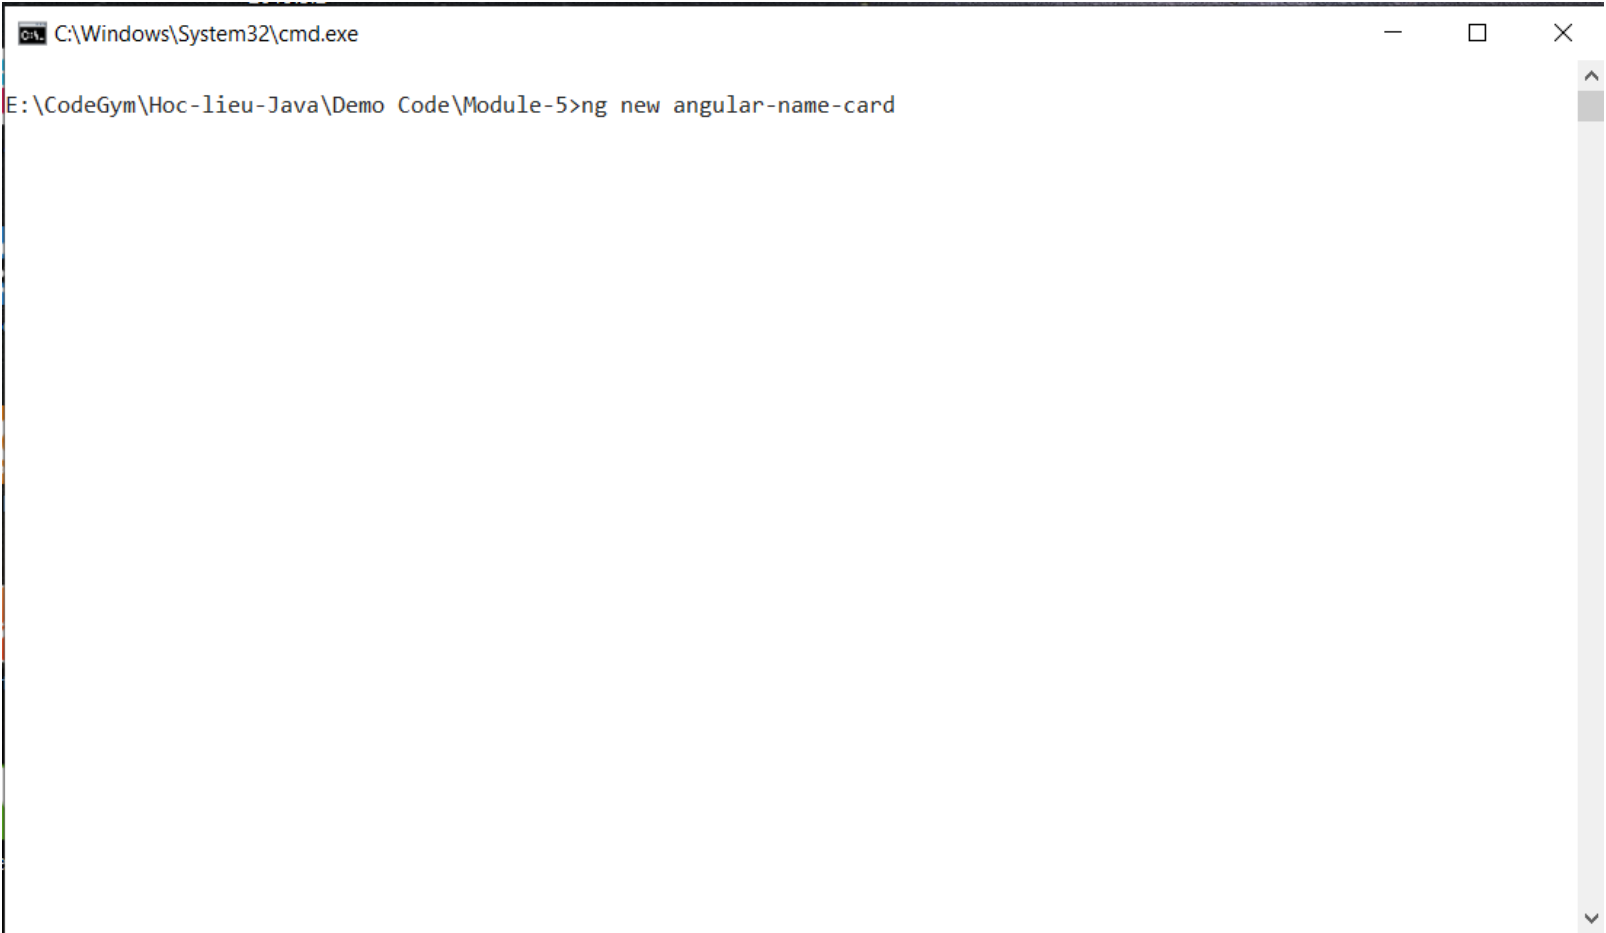 C:\Windows\System32\cmd.exe
E:\CodeGym\Hoc-lieu-Java\Demo Code\Module-5>ng new angular-name-card